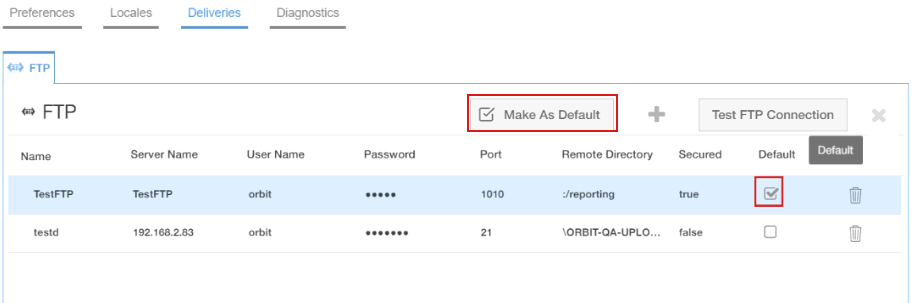 Preferences Locales Deliveries Diagnostics
FTP
FTP Make As Default Test FTP Connection
Default
Name Server Name User Name Password Port Remote Directory Secured Default
TestFTP TestFTP orbit ••••• 1010 :/reporting true
testd 192.168.2.83 orbit ••••••• 21 \ORBIT-QA-UPLO... false